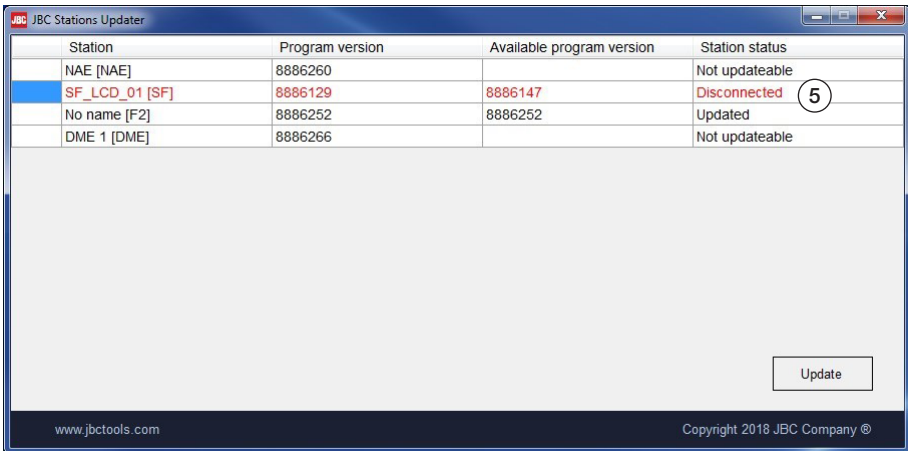 JBC JBC Stations Updater
Station Program version Available program version Station status
NAE [NAE] 8886260 Not updateable
SF_LCD_01 [SF] 8886129 8886147 Disconnected 5
No name [F2] 8886252 8886252 Updated
DME 1 [DME] 8886266 Not updateable
Update
www.jbctools.com Copyright 2018 JBC Company ®